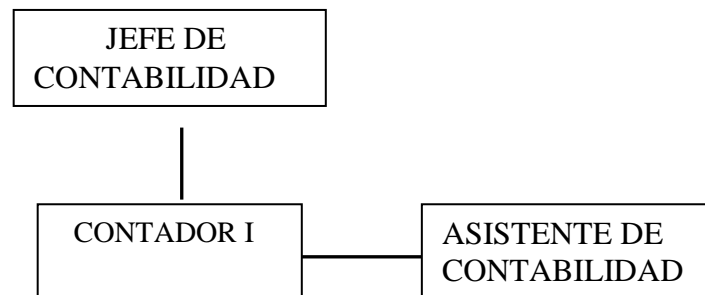 JEFE DE
CONTABILIDAD
CONTADOR I
ASISTENTE DE
CONTABILIDAD